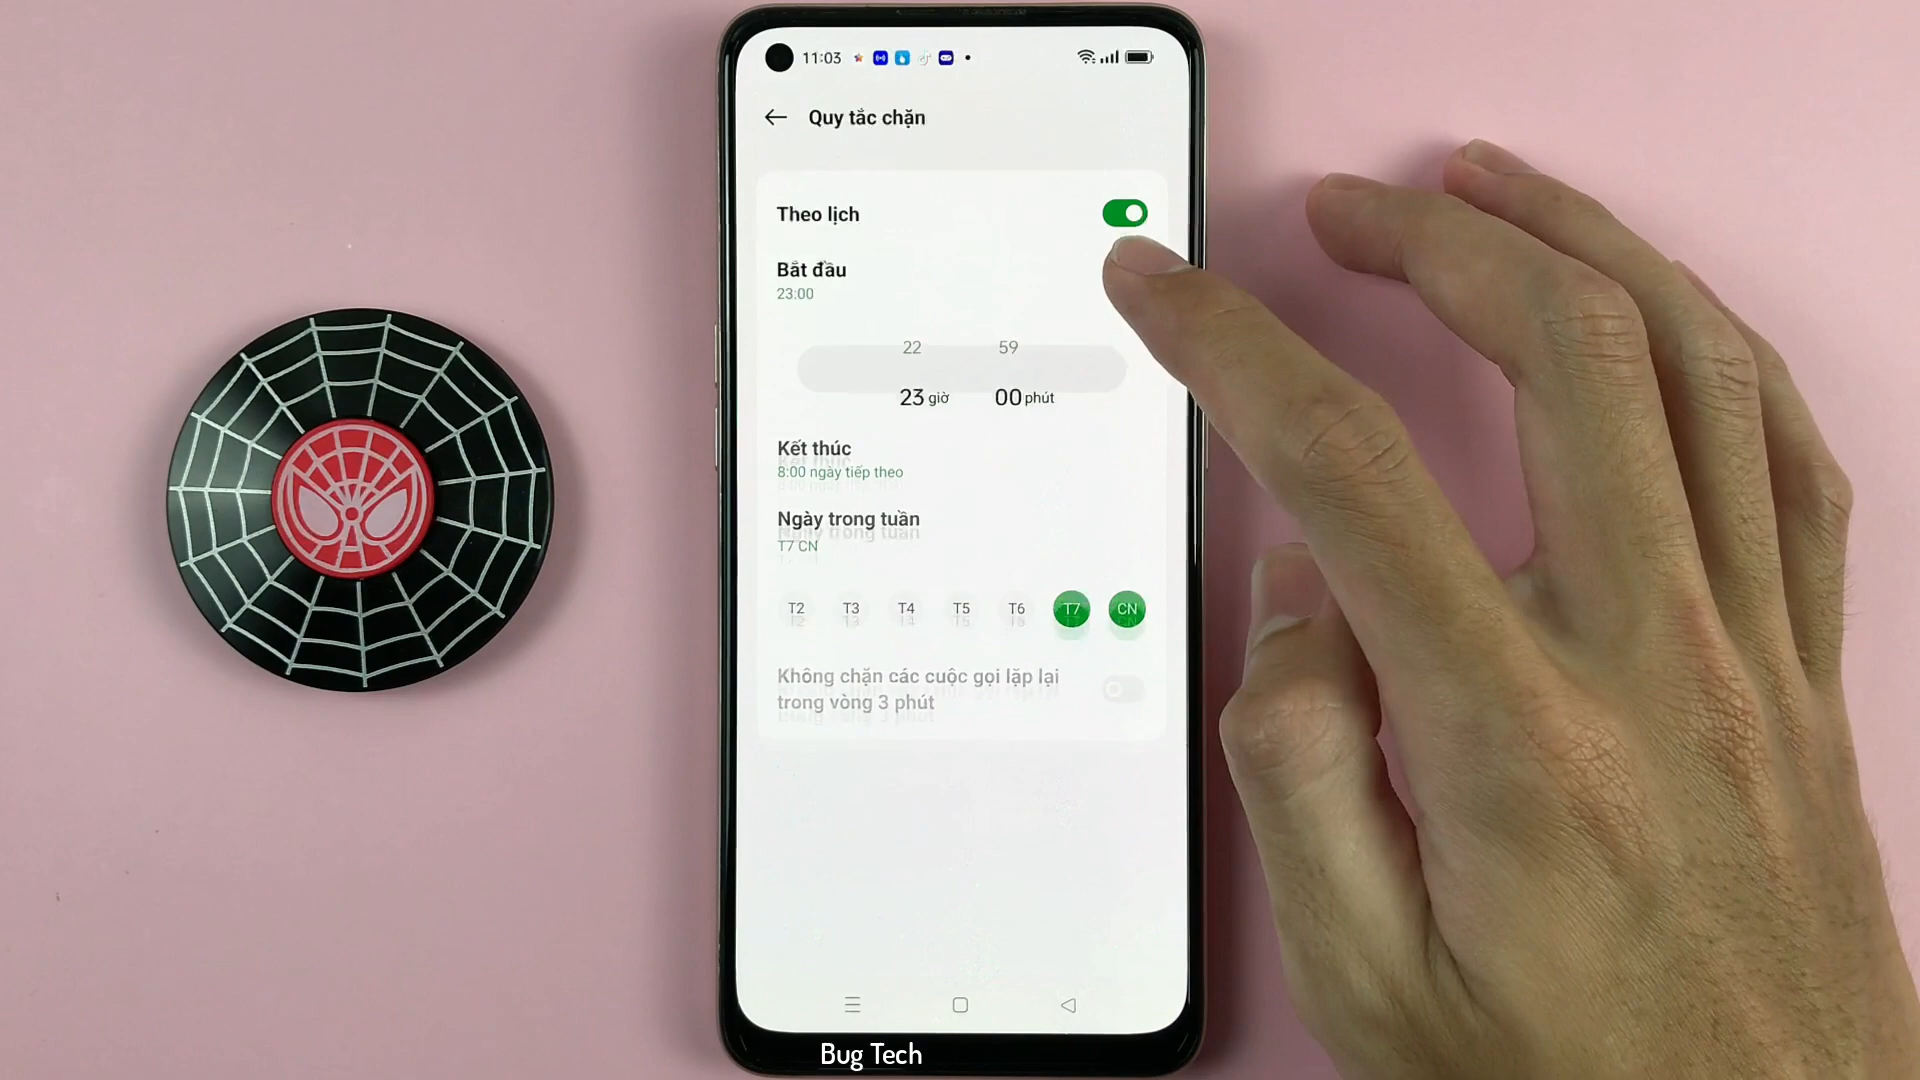 11:03
Quy tắc chặn
Theo lịch
Bắt đầu
23:00
22 59
23 giờ 00 phút
Kết thúc
8:00 ngày tiếp theo
Ngày trong tuần
T7 CN
T2 T3 T4 T5 T6 T7 CN
Không chặn các cuộc gọi lặp lại
trong vòng 3 phút
Bug Tech